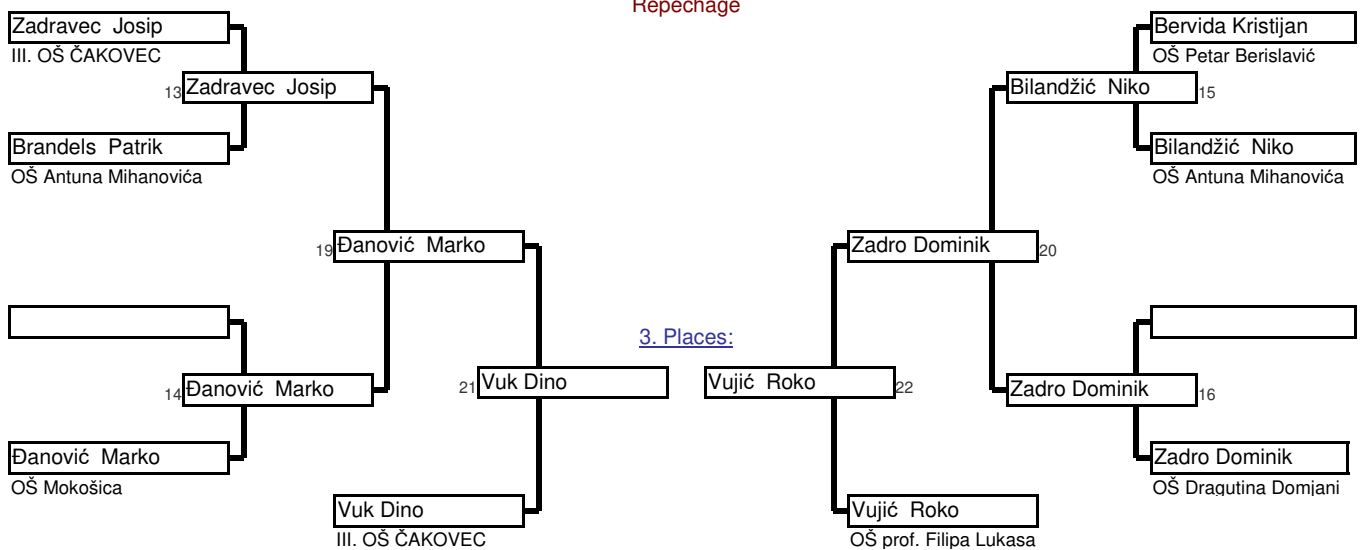 Repechage
Zadravec Josip
Bervida Kristijan
III. OŠ ČAKOVEC
OŠ Petar Berislavić
13 Zadravec Josip
Bilandžić Niko 15
Brandels Patrik
Bilandžić Niko
OŠ Antuna Mihanovića
OŠ Antuna Mihanovića
19 Đanović Marko
Zadro Dominik 20
3. Places:
21 Vuk Dino
Vujić Roko 22
14 Đanović Marko
Zadro Dominik 16
Đanović Marko
Zadro Dominik
OŠ Mokošica
OŠ Dragutina Domjani
Vuk Dino
Vujić Roko
III. OŠ ČAKOVEC
OŠ prof. Filipa Lukasa